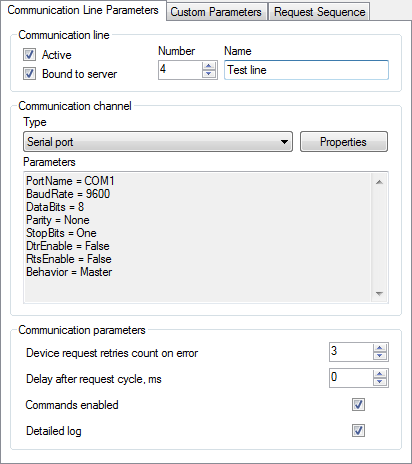 Communication Line Parameters Custom Parameters Request Sequence
Communication line
Active Number Name
Bound to server 4 Test line
Communication channel
Type
Serial port Properties
Parameters
PortName = COM1
BaudRate = 9600
DataBits = 8
Parity = None
StopBits = One
DtrEnable = False
RtsEnable = False
Behavior = Master
Communication parameters
Device request retries count on error 3
Delay after request cycle, ms 0
Commands enabled
Detailed log